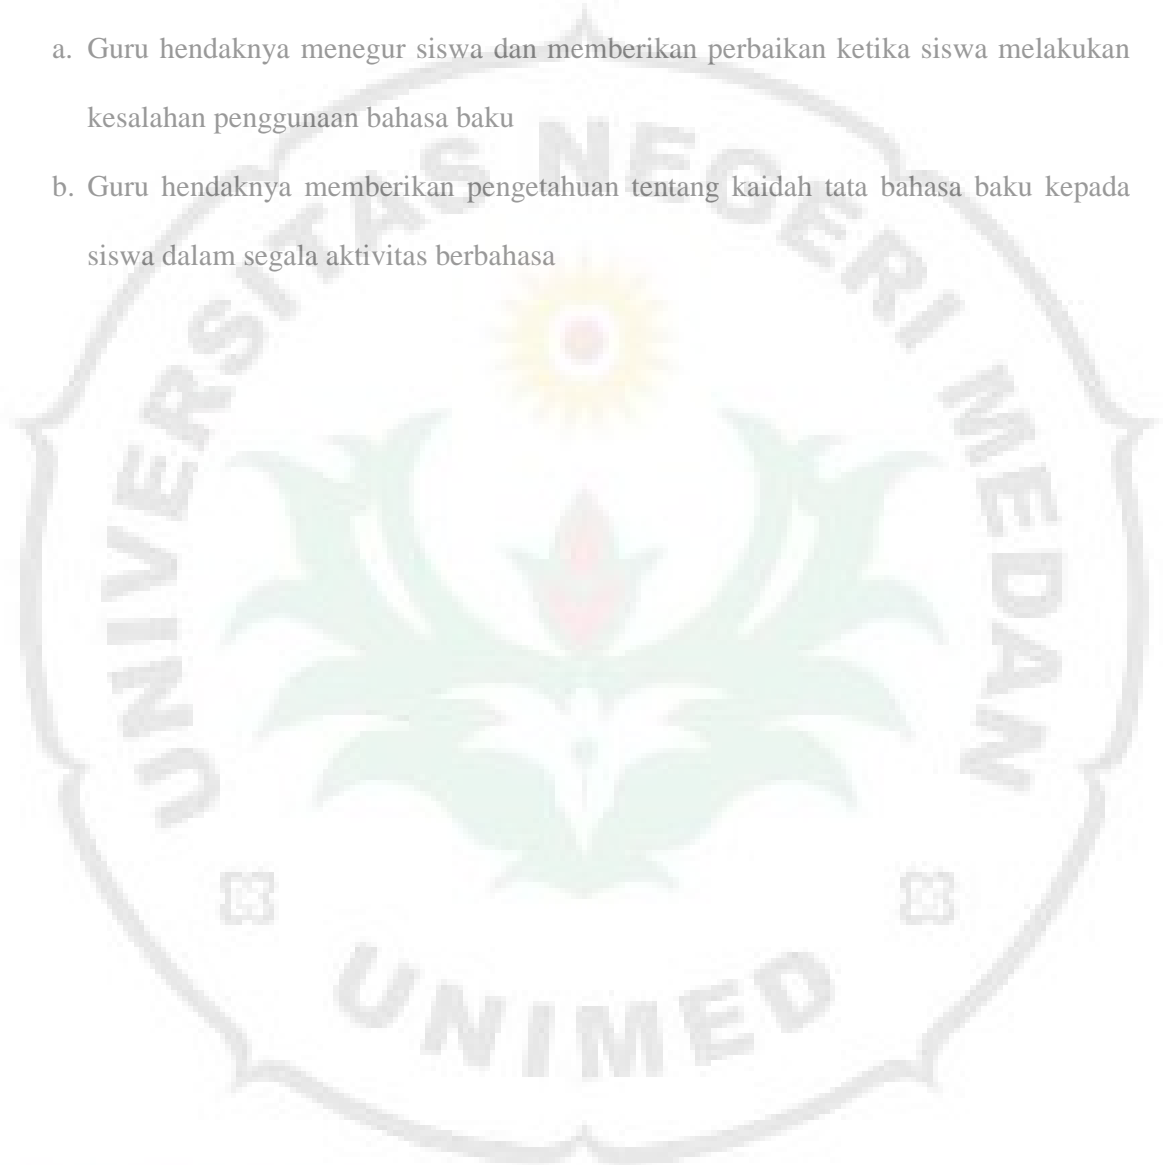 a. Guru hendaknya menegur siswa dan memberikan perbaikan ketika siswa melakukan
kesalahan penggunaan bahasa baku
b. Guru hendaknya memberikan pengetahuan tentang kaidah tata bahasa baku kepada
siswa dalam segala aktivitas berbahasa
UNIVERSITAS NEGERI MEDAN
UNIMED